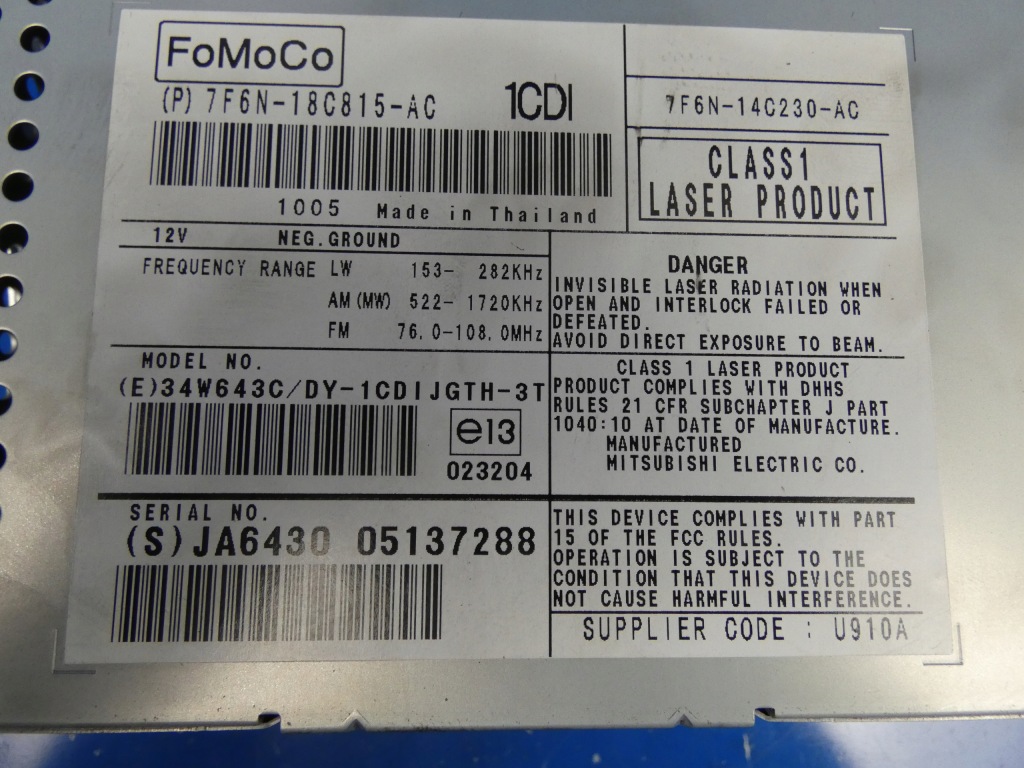 FoMoCo
(P) 7F6N-18C815-AC 1CDI
1005 Made in Thailand
7F6N-14C230-AC
CLASS1
LASER PRODUCT
12V NEG.GROUND
FREQUENCY RANGE LW 153- 282KHz
AM(MW) 522- 1720KHz
FM 76.0-108.0MHz
DANGER
INVISIBLE LASER RADIATION WHEN
OPEN AND INTERLOCK FAILED OR
DEFEATED.
AVOID DIRECT EXPOSURE TO BEAM.
MODEL NO.
(E)34W643C/DY-1CDIJGTH-3T
e13
023204
CLASS 1 LASER PRODUCT
PRODUCT COMPLIES WITH DHHS
RULES 21 CFR SUBCHAPTER J PART
1040:10 AT DATE OF MANUFACTURE.
MANUFACTURED
MITSUBISHI ELECTRIC CO.
SERIAL NO.
(S)JA6430 05137288
THIS DEVICE COMPLIES WITH PART
15 OF THE FCC RULES.
OPERATION IS SUBJECT TO THE
CONDITION THAT THIS DEVICE DOES
NOT CAUSE HARMFUL INTERFERENCE.
SUPPLIER CODE : U910A